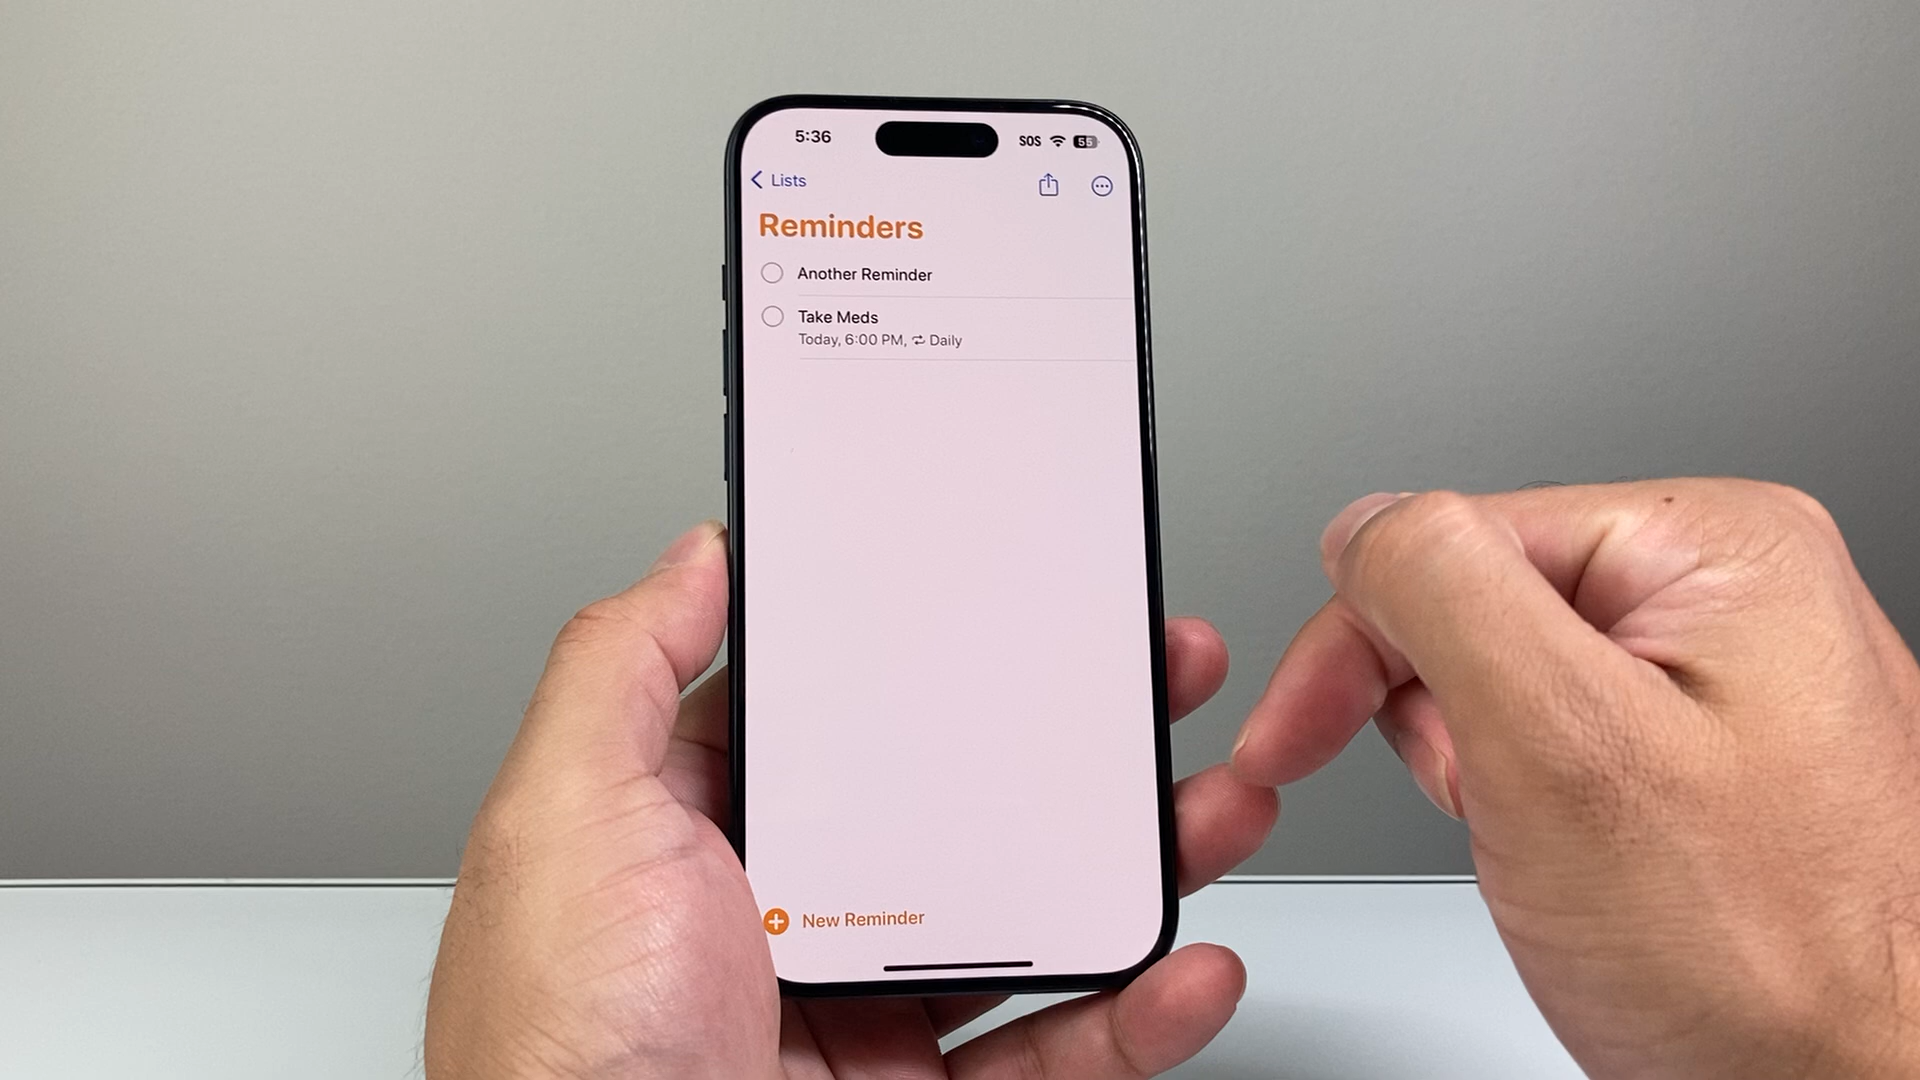 5:36
SOS
55
Lists
Reminders
Another Reminder
Take Meds
Today, 6:00 PM, Daily
New Reminder